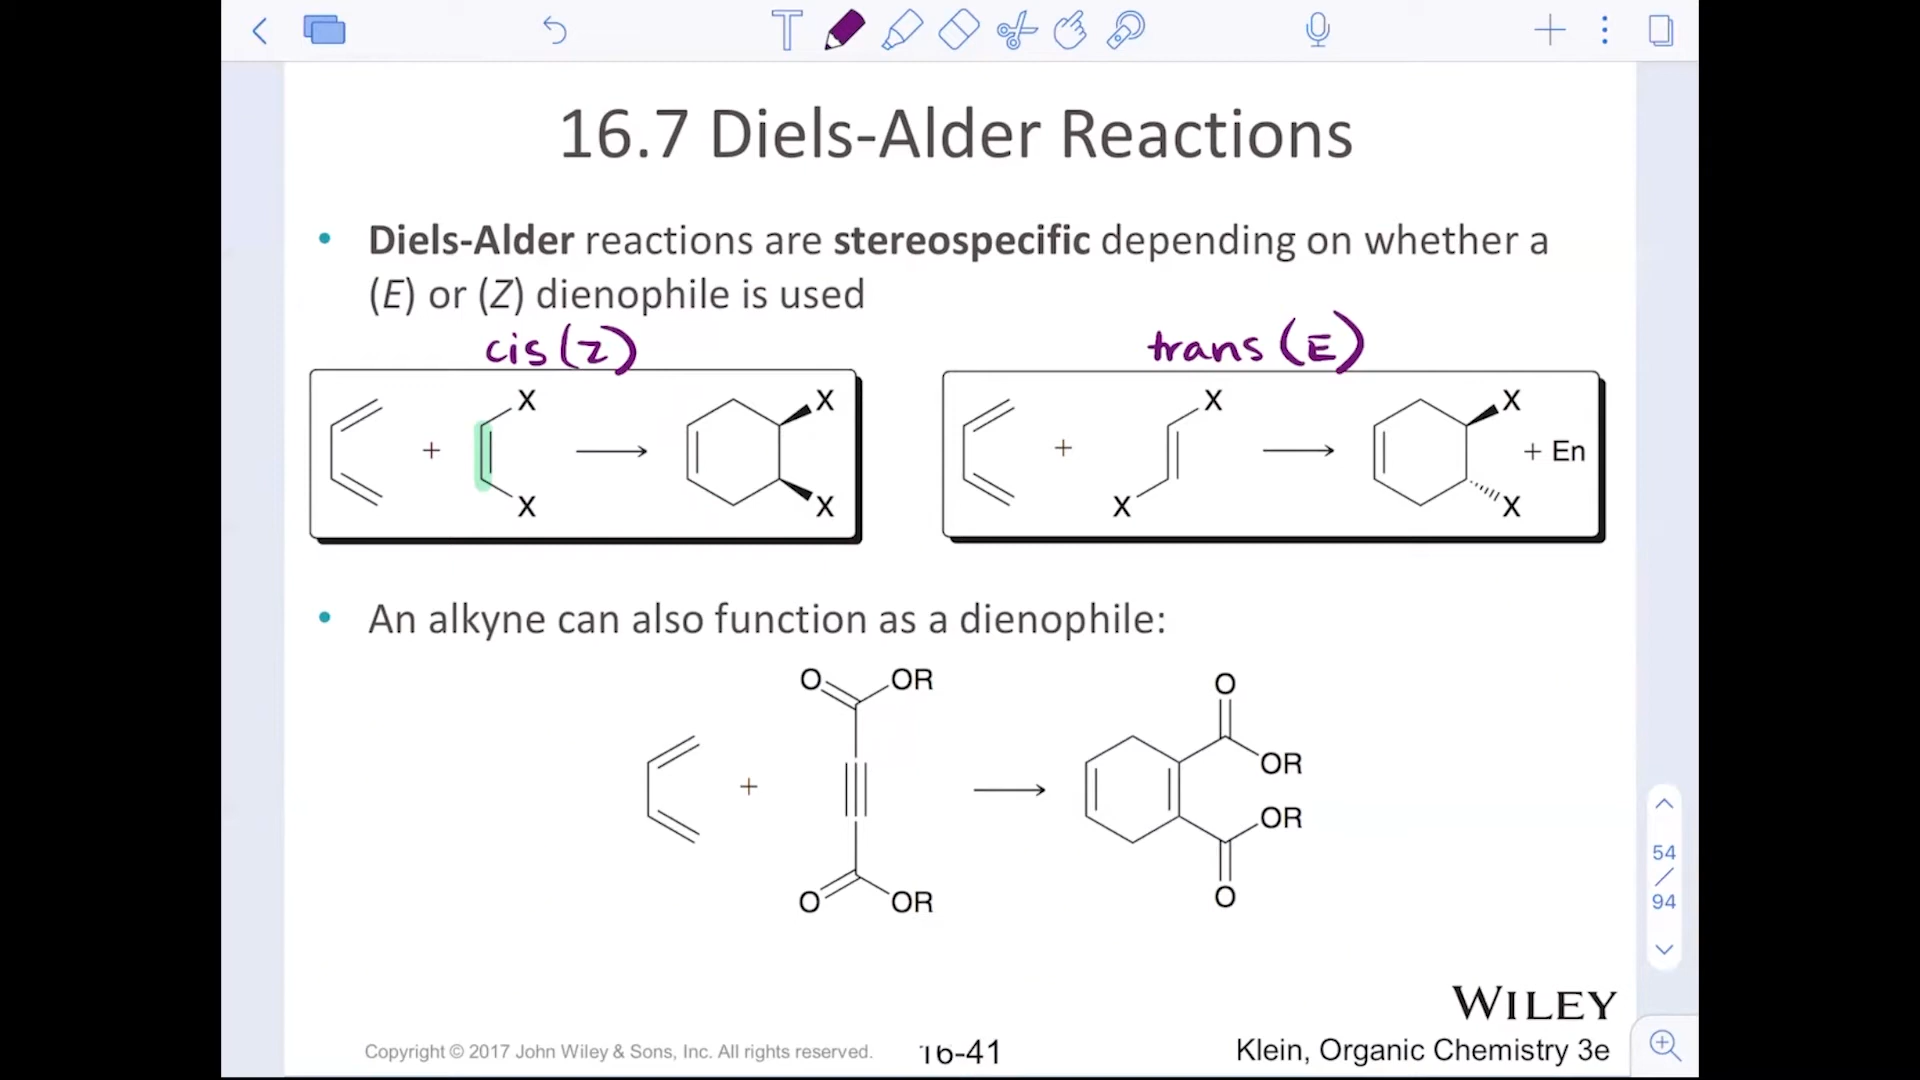 16.7 Diels-Alder Reactions
• Diels-Alder reactions are stereospecific depending on whether a
(E) or (Z) dienophile is used
cis (Z)
trans (E)
X
X
+
X
X
X
X
+
X
X
+ En
• An alkyne can also function as a dienophile:
O OR
+
O OR
O
OR
OR
O
54
/
94
WILEY
Copyright © 2017 John Wiley & Sons, Inc. All rights reserved.
16-41
Klein, Organic Chemistry 3e